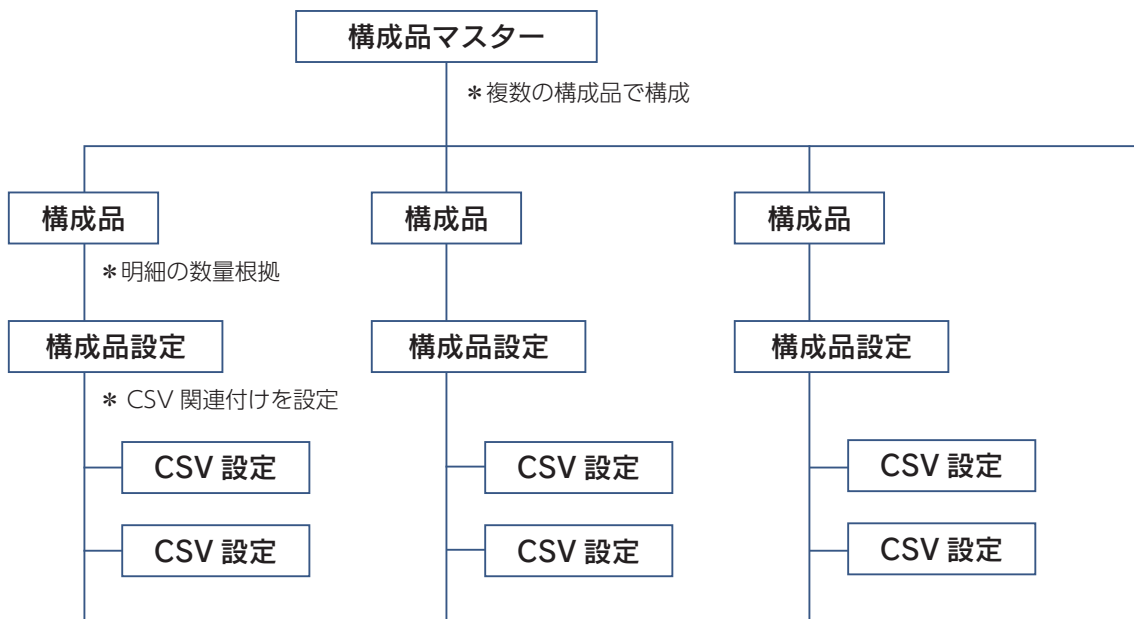 構成品マスター
＊複数の構成品で構成
構成品
構成品
構成品
＊明細の数量根拠
構成品設定
構成品設定
構成品設定
＊ CSV 関連付けを設定
CSV 設定
CSV 設定
CSV 設定
CSV 設定
CSV 設定
CSV 設定